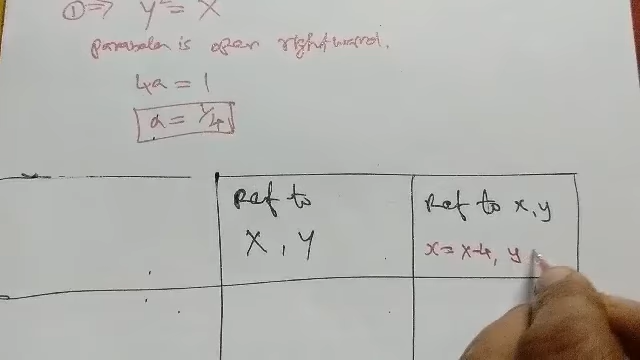 ① ⇒ Y² = X
parabola is open rightward.
4a = 1
a = 1/4
Ref to
X, Y
Ref to x, y
x = X-4, y